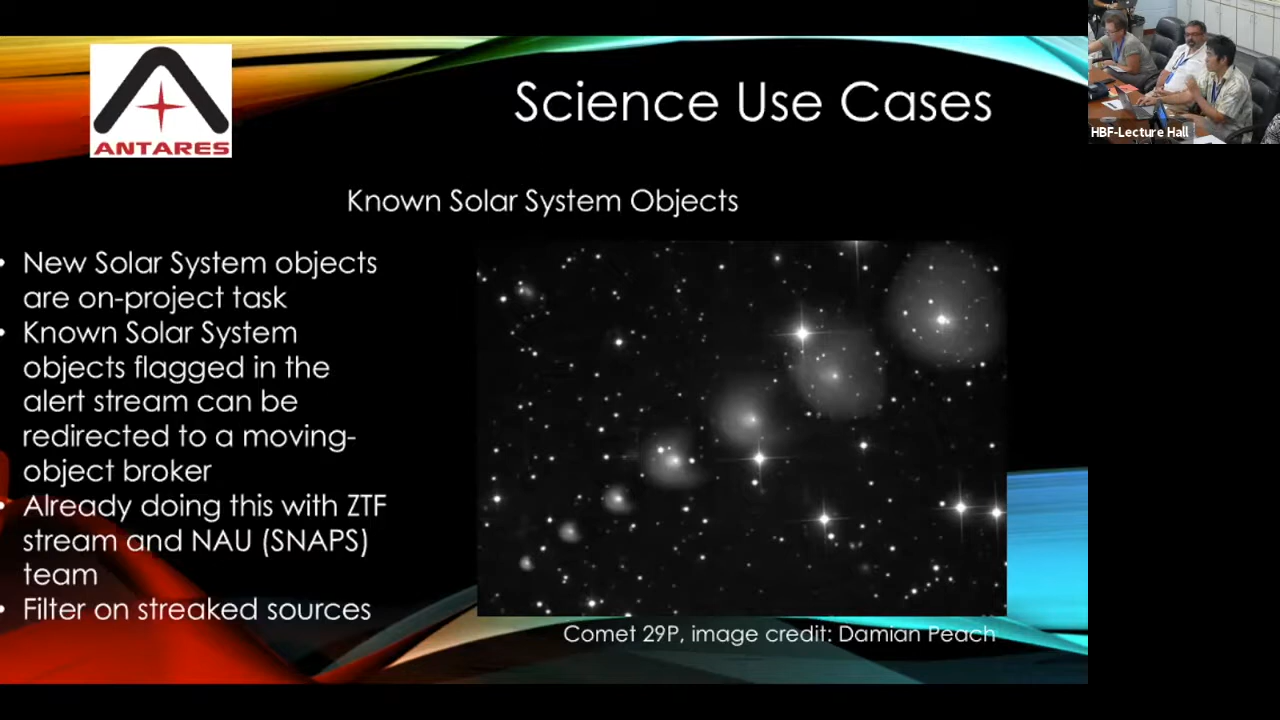 Science Use Cases
ANTARES
HBF-Lecture Hall
Known Solar System Objects
• New Solar System objects
are on-project task
• Known Solar System
objects flagged in the
alert stream can be
redirected to a moving-
object broker
• Already doing this with ZTF
stream and NAU (SNAPS)
team
• Filter on streaked sources
Comet 29P, image credit: Damian Peach